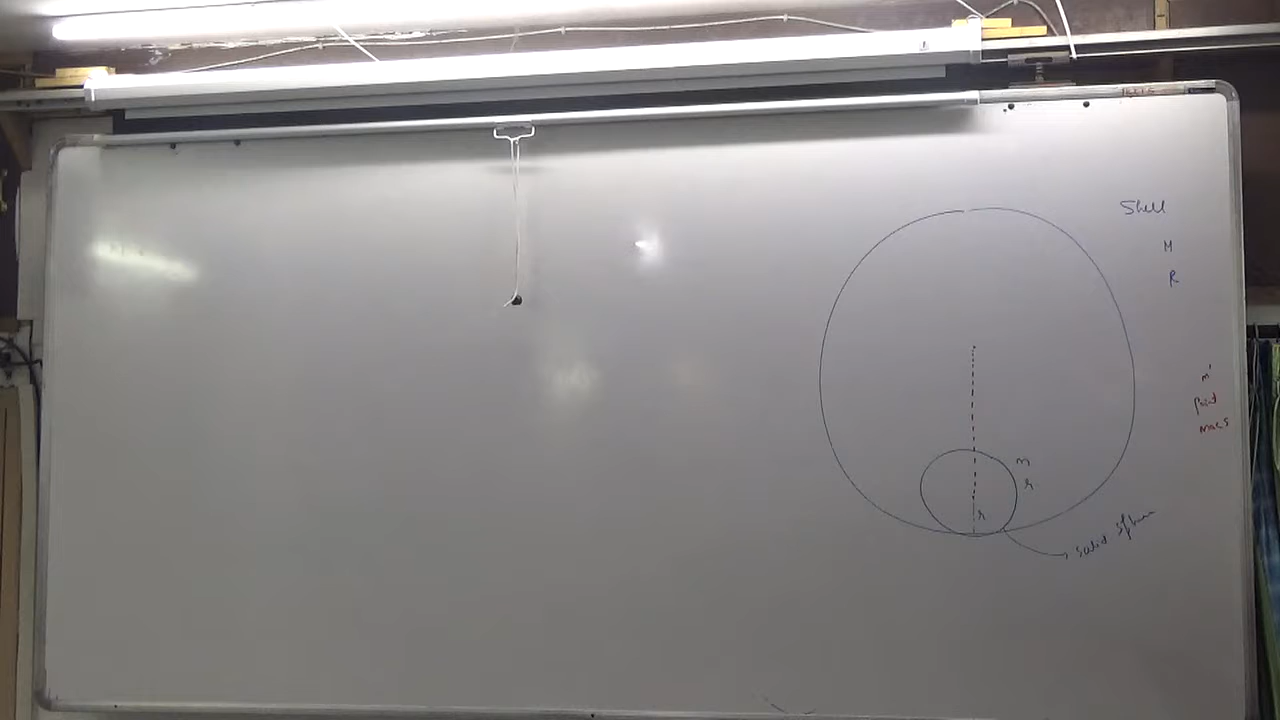 Shell
M
R
m'
point
mass
m
r
r
→ solid sphere